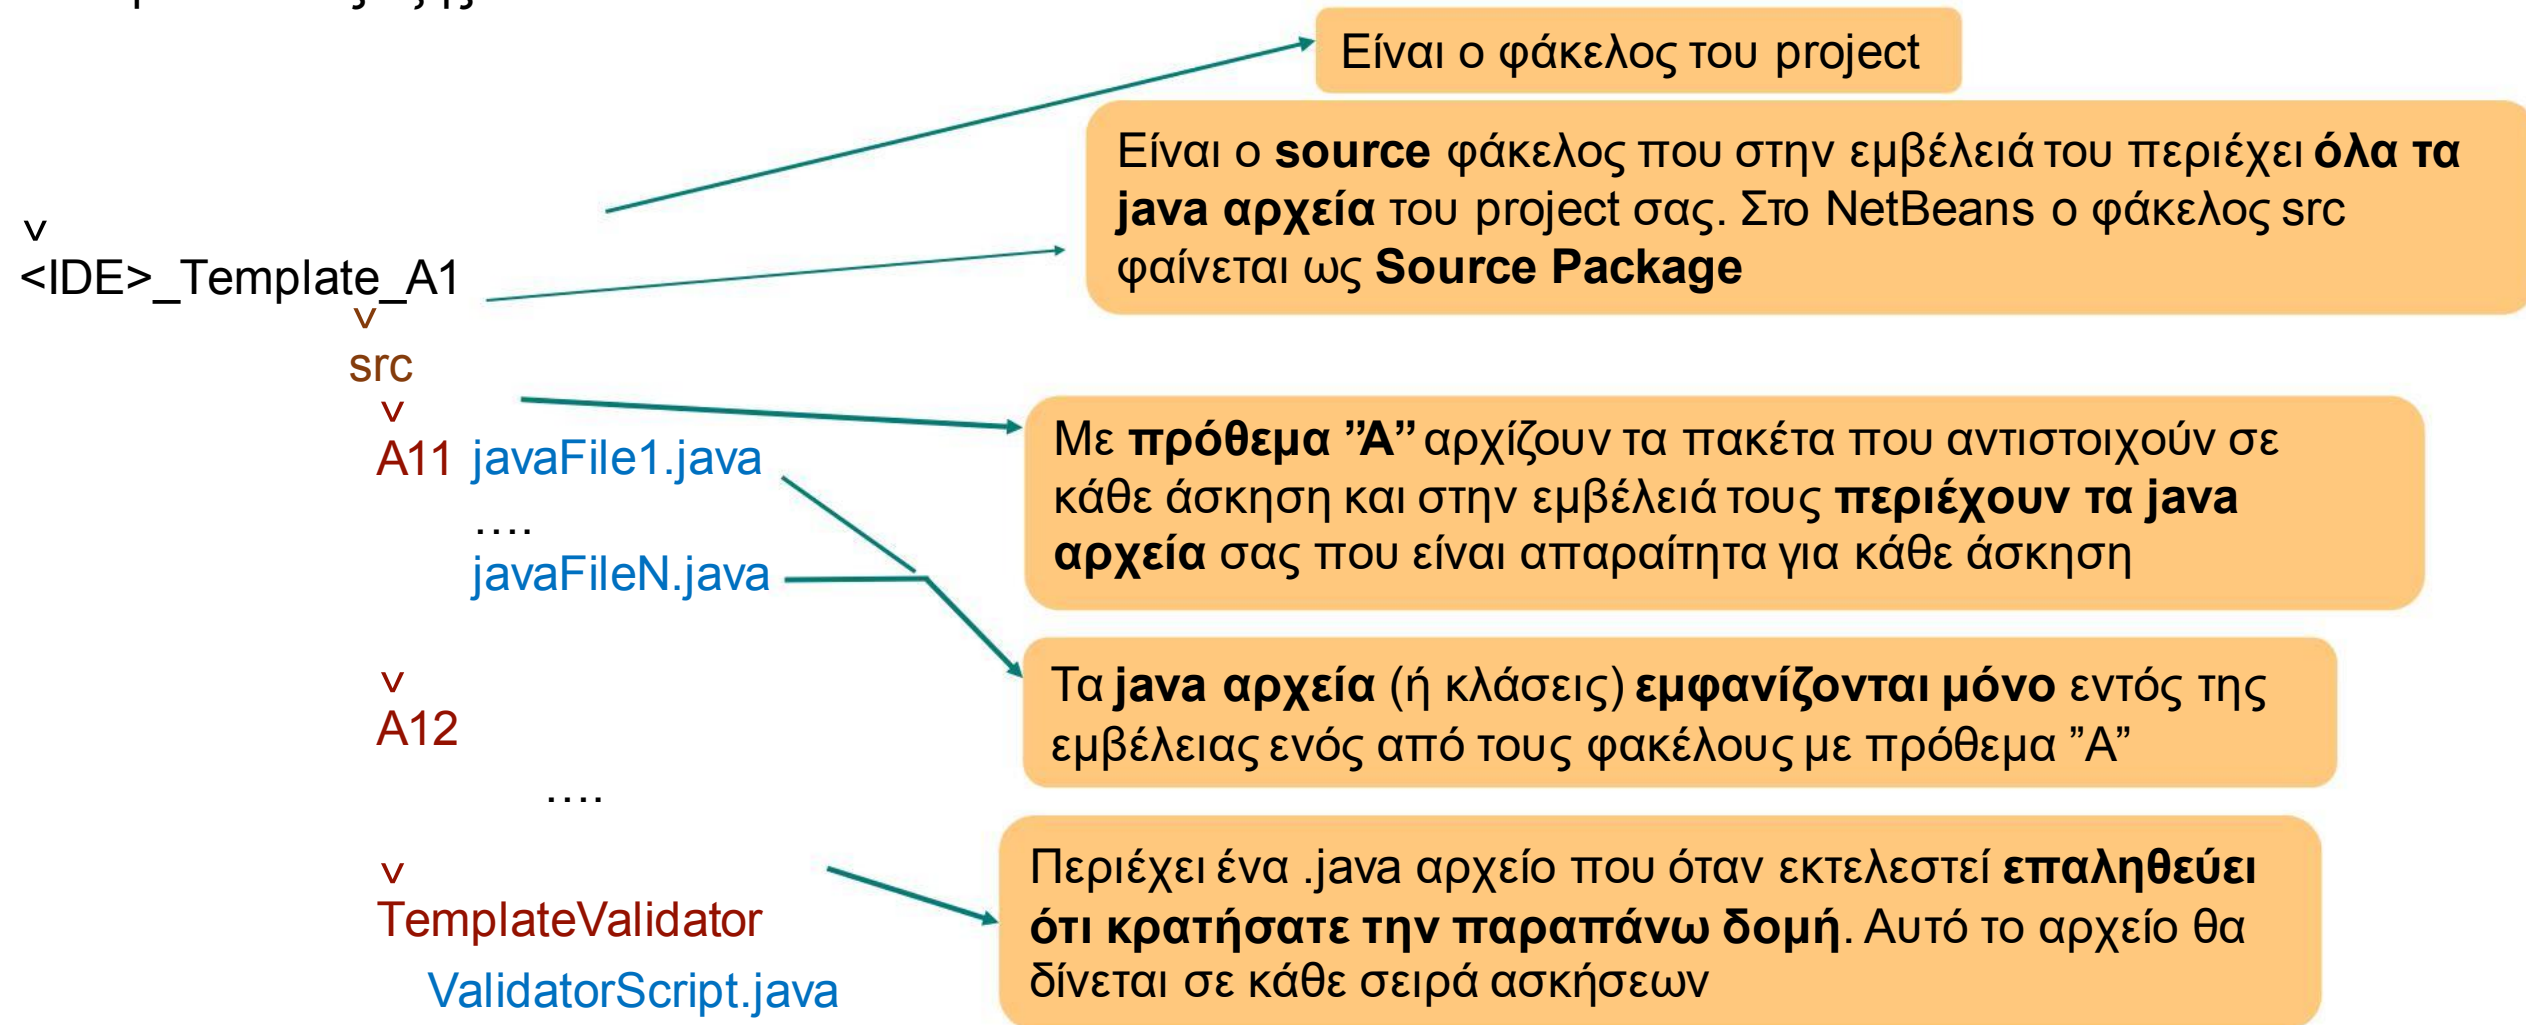 Είναι ο φάκελος του project
Είναι ο source φάκελος που στην εμβέλειά του περιέχει όλα τα
java αρχεία του project σας. Στο NetBeans ο φάκελος src
φαίνεται ως Source Package
v
<IDE>_Template_A1
v
src
v
A11 javaFile1.java
....
javaFileN.java
Με πρόθεμα ”Α” αρχίζουν τα πακέτα που αντιστοιχούν σε
κάθε άσκηση και στην εμβέλειά τους περιέχουν τα java
αρχεία σας που είναι απαραίτητα για κάθε άσκηση
v
A12
....
Τα java αρχεία (ή κλάσεις) εμφανίζονται μόνο εντός της
εμβέλειας ενός από τους φακέλους με πρόθεμα ”Α”
v
TemplateValidator
ValidatorScript.java
Περιέχει ένα .java αρχείο που όταν εκτελεστεί επαληθεύει
ότι κρατήσατε την παραπάνω δομή. Αυτό το αρχείο θα
δίνεται σε κάθε σειρά ασκήσεων